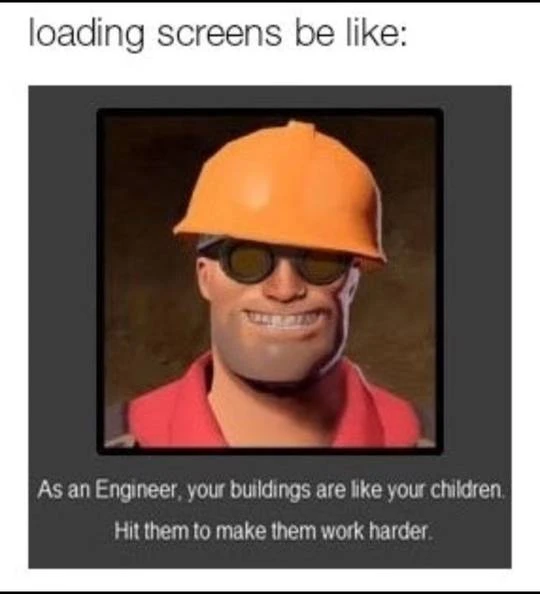 loading screens be like:
As an Engineer, your buildings are like your children.
Hit them to make them work harder.